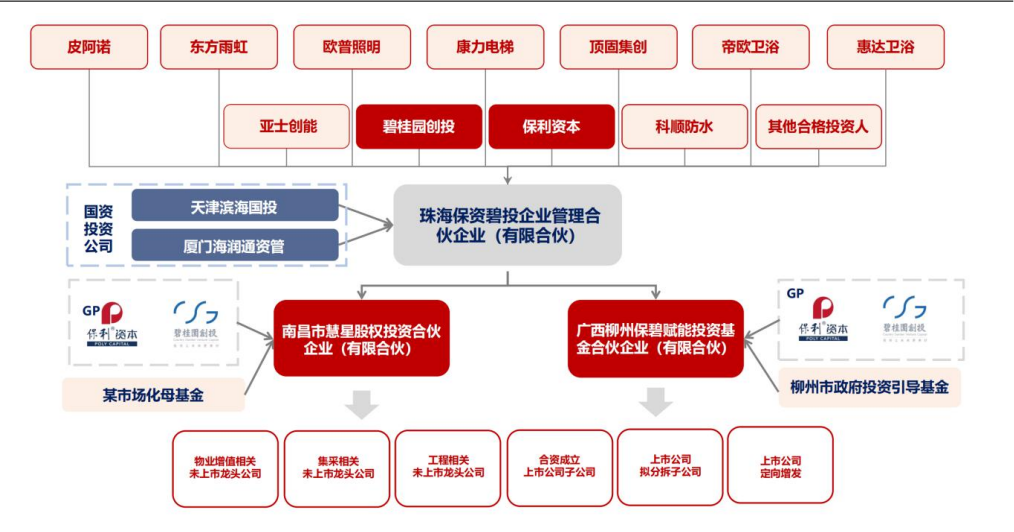 皮阿诺
东方雨虹
欧普照明
康力电梯
顶固集创
帝欧卫浴
惠达卫浴
亚士创能
碧桂园创投
保利资本
科顺防水
其他合格投资人
国资
投资
公司
天津滨海国投
厦门海润通资管
珠海保资碧投企业管理合
伙企业（有限合伙）
GP
保利®资本
POLY CAPITAL
碧桂園創投
南昌市慧星股权投资合伙
企业（有限合伙）
广西柳州保碧赋能投资基
金合伙企业（有限合伙）
GP
保利®资本
POLY CAPITAL
碧桂園創投
某市场化母基金
柳州市政府投资引导基金
物业增值相关
未上市龙头公司
集采相关
未上市龙头公司
工程相关
未上市龙头公司
合资成立
上市公司子公司
上市公司
拟分拆子公司
上市公司
定向增发